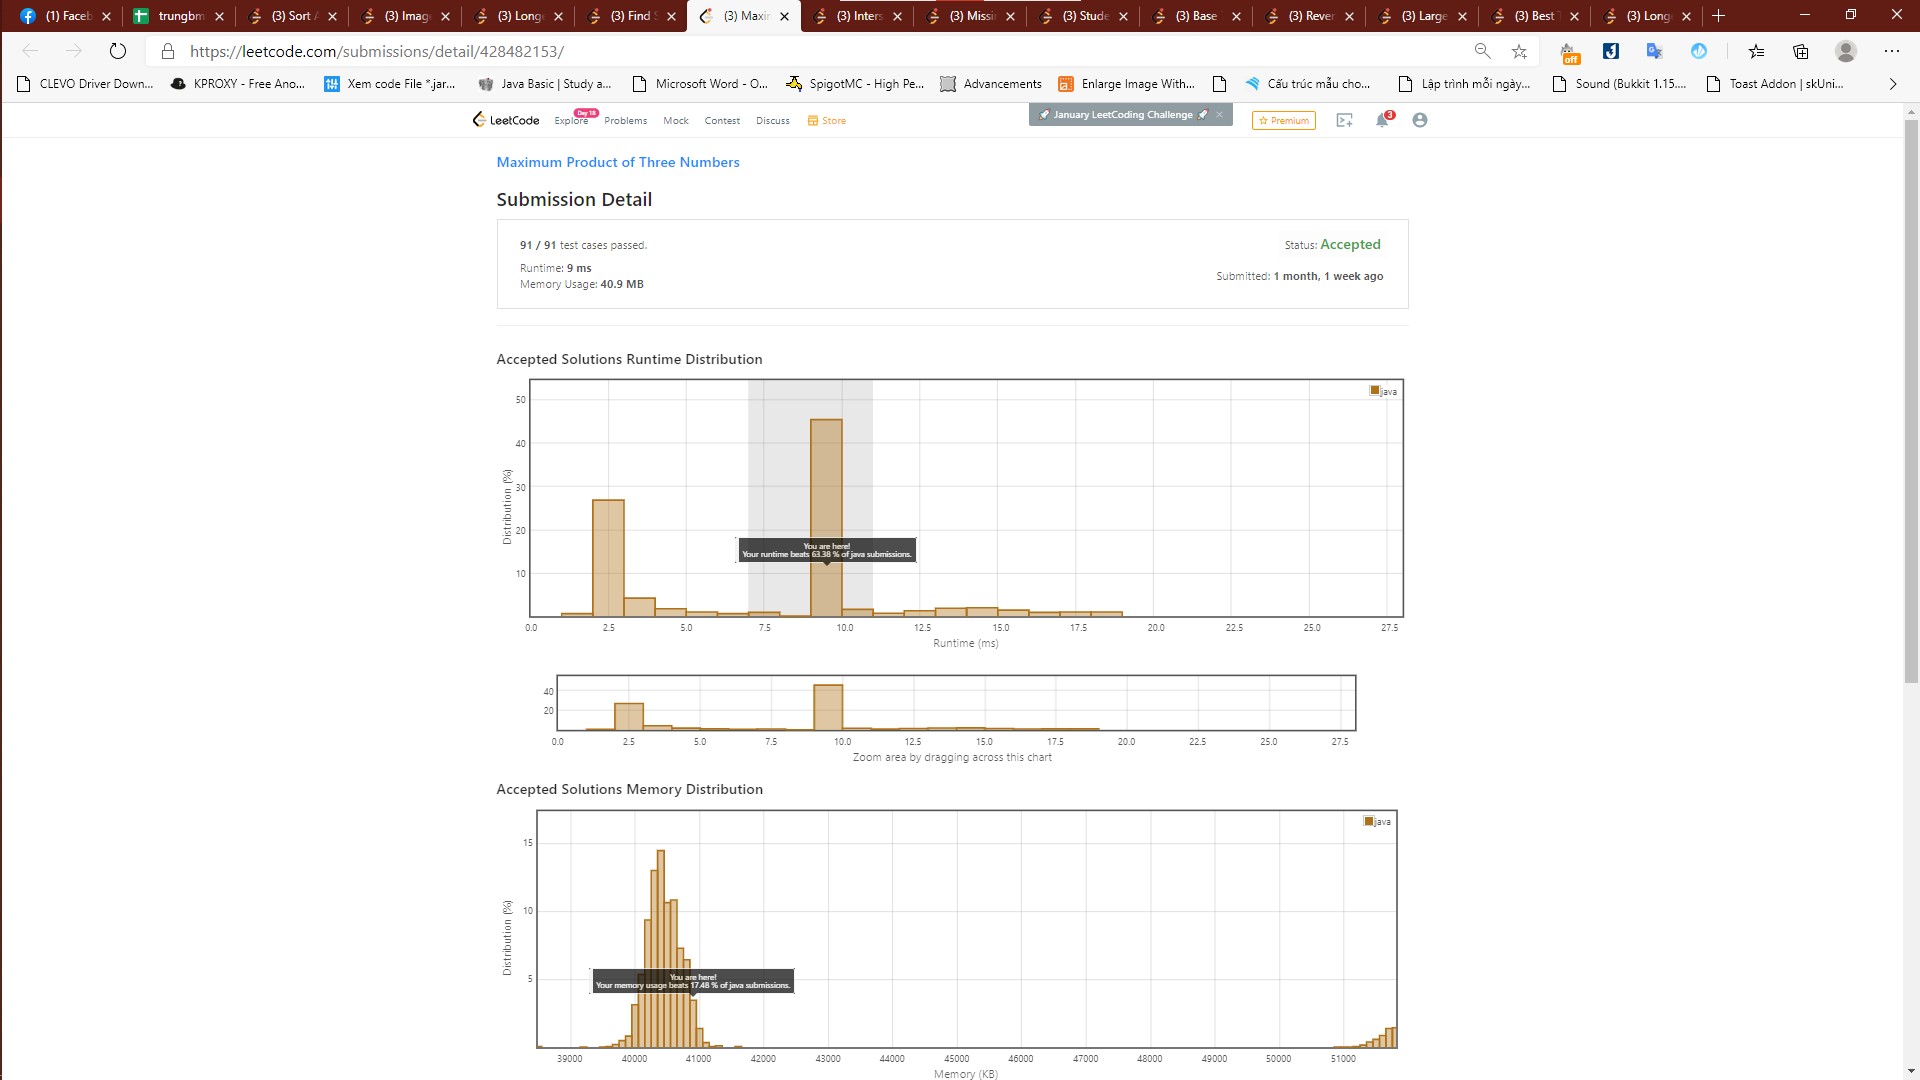 (1) Faceb
trungbm
(3) Sort A
(3) Imag
(3) Long
(3) Find S
(3) Maxi
(3) Inters
(3) Missi
(3) Stude
(3) Base
(3) Rever
(3) Large
(3) Best T
(3) Long
https://leetcode.com/submissions/detail/428482153/
off
CLEVO Driver Down...
KPROXY - Free Ano...
Xem code File *.jar...
Java Basic | Study a...
Microsoft Word - O...
SpigotMC - High Pe...
Advancements
Enlarge Image With...
Cấu trúc mẫu cho...
Lập trình mỗi ngày...
Sound (Bukkit 1.15....
Toast Addon | skUni...
LeetCode
Explore
Day 18
Problems
Mock
Contest
Discuss
Store
January LeetCoding Challenge
Premium
3
Maximum Product of Three Numbers
Submission Detail
91 / 91 test cases passed.
Status: Accepted
Runtime: 9 ms
Submitted: 1 month, 1 week ago
Memory Usage: 40.9 MB
Accepted Solutions Runtime Distribution
java
50
40
30
20
10
Distribution (%)
You are here!
Your runtime beats 63.38 % of java submissions.
0.0 2.5 5.0 7.5 10.0 12.5 15.0 17.5 20.0 22.5 25.0 27.5
Runtime (ms)
40
20
0.0 2.5 5.0 7.5 10.0 12.5 15.0 17.5 20.0 22.5 25.0 27.5
Zoom area by dragging across this chart
Accepted Solutions Memory Distribution
java
15
10
5
Distribution (%)
You are here!
Your memory usage beats 17.48 % of java submissions.
39000 40000 41000 42000 43000 44000 45000 46000 47000 48000 49000 50000 51000
Memory (KB)